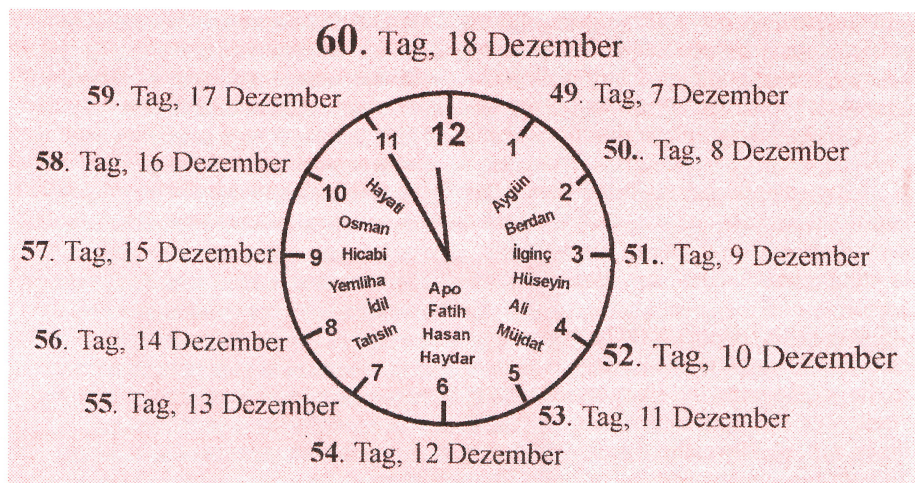 60. Tag, 18 Dezember
59. Tag, 17 Dezember
49. Tag, 7 Dezember
58. Tag, 16 Dezember
50.. Tag, 8 Dezember
57. Tag, 15 Dezember
51.. Tag, 9 Dezember
56. Tag, 14 Dezember
52. Tag, 10 Dezember
55. Tag, 13 Dezember
53. Tag, 11 Dezember
54. Tag, 12 Dezember
12
1
2
3
4
5
6
7
8
9
10
11
Hayati
Osman
Hicabi
Yemliha
İdil
Tahsin
Apo
Fatih
Hasan
Haydar
Aygün
Berdan
İlginç
Hüseyin
Ali
Müjdat